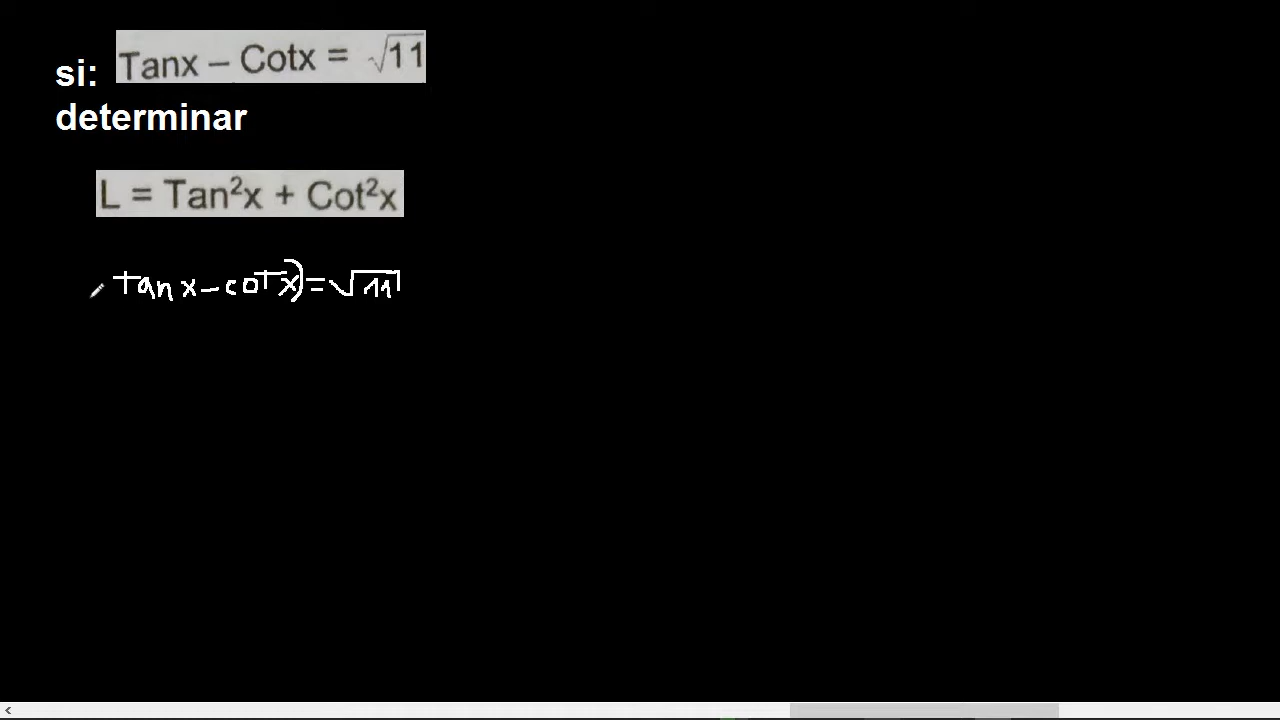 si: Tanx – Cotx = √11
determinar
L = Tan²x + Cot²x
tanx-cotx)=√11